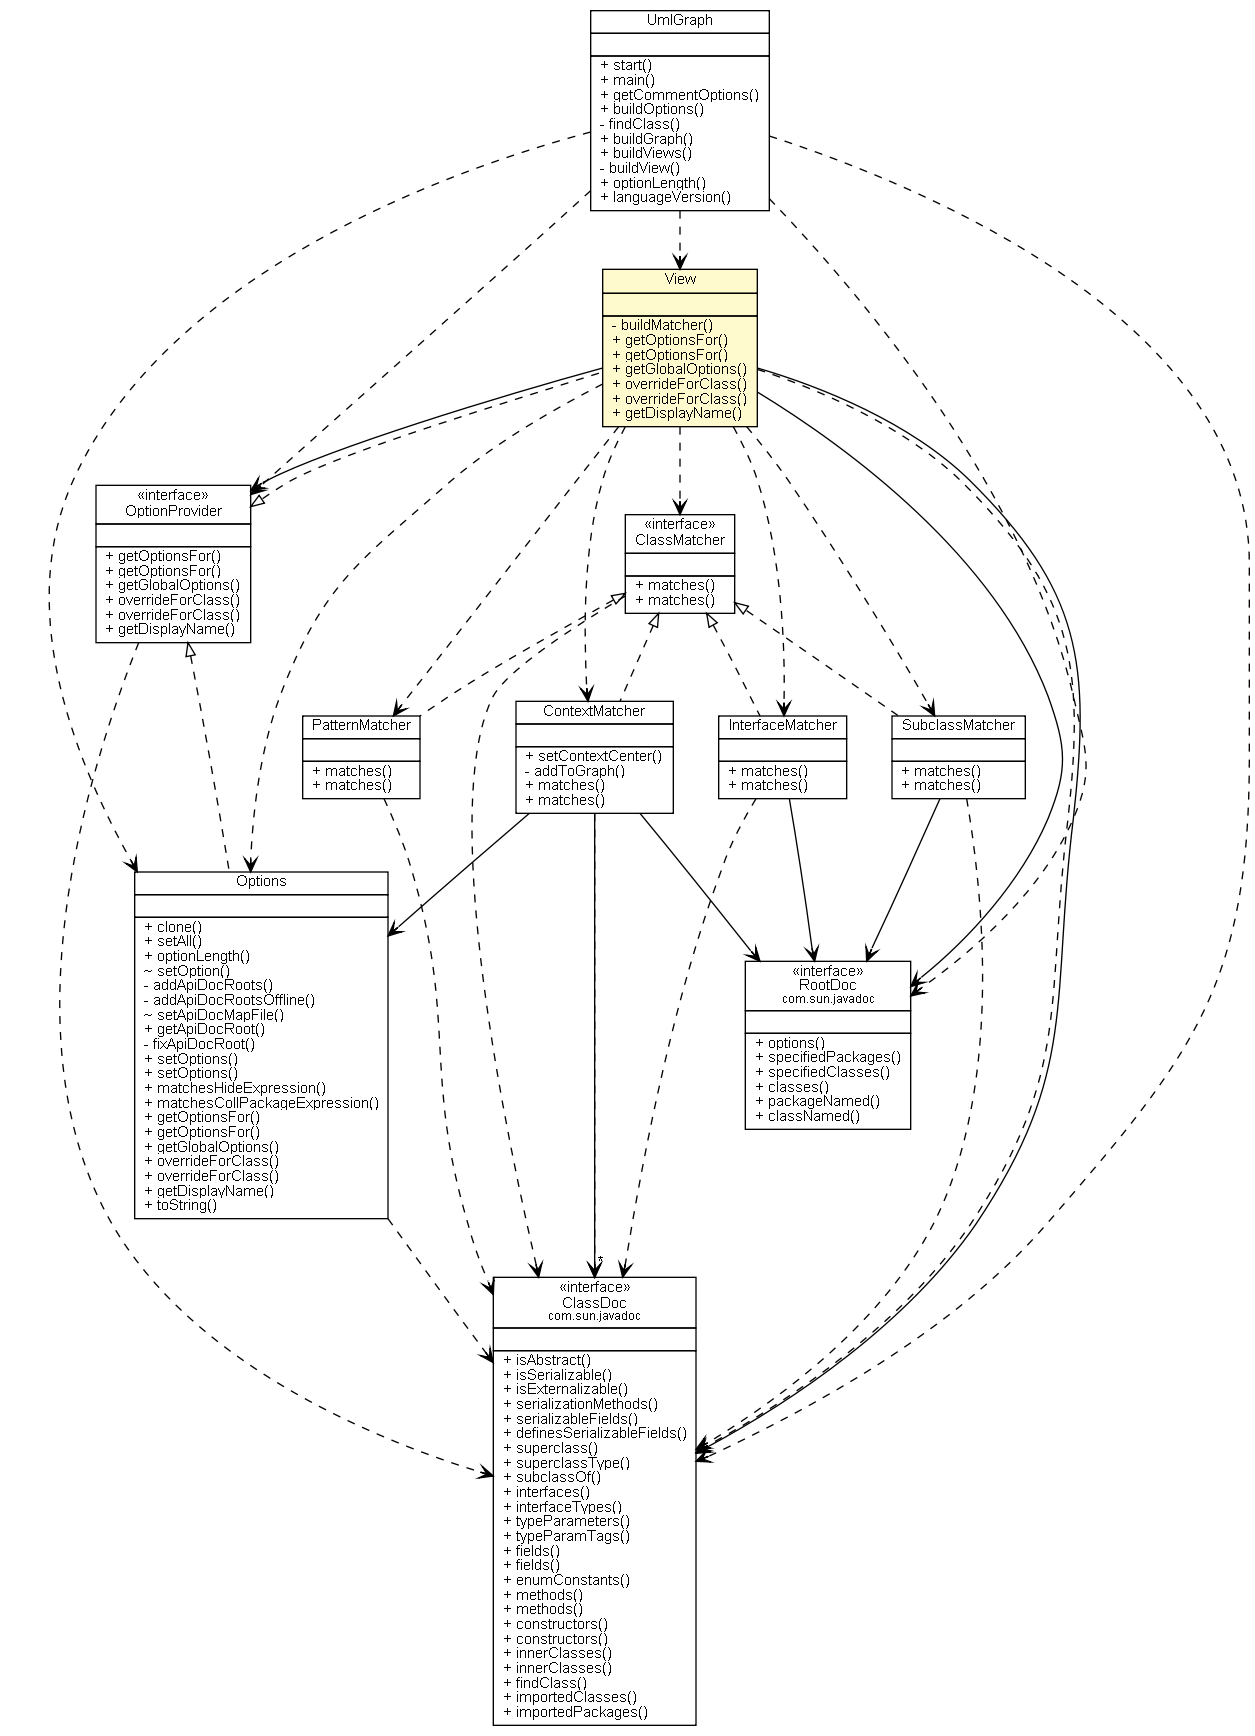 UmlGraph
+ start()
+ main()
+ getCommentOptions()
+ buildOptions()
- findClass()
+ buildGraph()
+ buildViews()
- buildView()
+ optionLength()
+ languageVersion()
View
- buildMatcher()
+ getOptionsFor()
+ getOptionsFor()
+ getGlobalOptions()
+ overrideForClass()
+ overrideForClass()
+ getDisplayName()
«interface»
OptionProvider
+ getOptionsFor()
+ getOptionsFor()
+ getGlobalOptions()
+ overrideForClass()
+ overrideForClass()
+ getDisplayName()
«interface»
ClassMatcher
+ matches()
+ matches()
PatternMatcher
+ matches()
+ matches()
ContextMatcher
+ setContextCenter()
- addToGraph()
+ matches()
+ matches()
InterfaceMatcher
+ matches()
+ matches()
SubclassMatcher
+ matches()
+ matches()
Options
+ clone()
+ setAll()
+ optionLength()
~ setOption()
- addApiDocRoots()
- addApiDocRootsOffline()
~ setApiDocMapFile()
+ getApiDocRoot()
- fixApiDocRoot()
+ setOptions()
+ setOptions()
+ matchesHideExpression()
+ matchesCollPackageExpression()
+ getOptionsFor()
+ getOptionsFor()
+ getGlobalOptions()
+ overrideForClass()
+ overrideForClass()
+ getDisplayName()
+ toString()
«interface»
RootDoc
com.sun.javadoc
+ options()
+ specifiedPackages()
+ specifiedClasses()
+ classes()
+ packageNamed()
+ classNamed()
*
«interface»
ClassDoc
com.sun.javadoc
+ isAbstract()
+ isSerializable()
+ isExternalizable()
+ serializationMethods()
+ serializableFields()
+ definesSerializableFields()
+ superclass()
+ superclassType()
+ subclassOf()
+ interfaces()
+ interfaceTypes()
+ typeParameters()
+ typeParamTags()
+ fields()
+ fields()
+ enumConstants()
+ methods()
+ methods()
+ constructors()
+ constructors()
+ innerClasses()
+ innerClasses()
+ findClass()
+ importedClasses()
+ importedPackages()